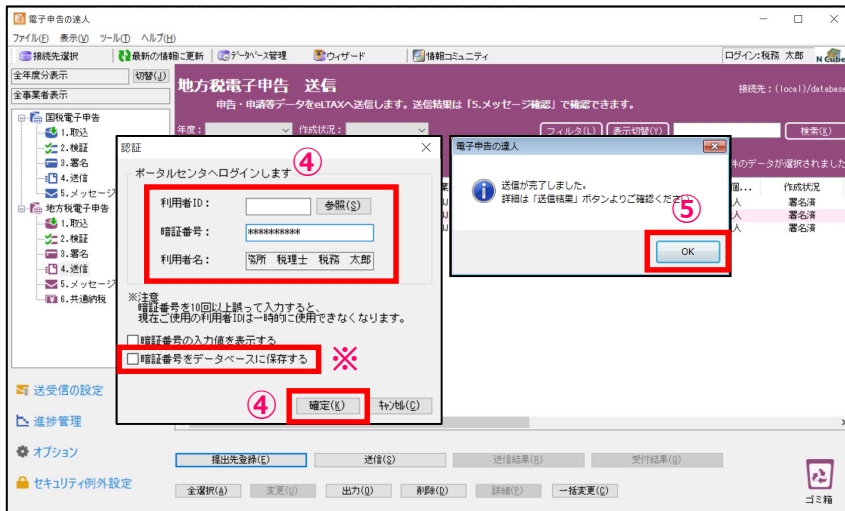 電子申告の達人
ファイル(F) 表示(V) ツール(T) ヘルプ(H)
接続先選択 最新の情報に更新 データベース管理 ウィザード 情報コミュニティ ログイン:税務 太郎 N Cube
全年度分表示 切替(J)
全事業者表示
国税電子申告
1.取込
2.検証
3.署名
4.送信
5.メッセージ
地方税電子申告
1.取込
2.検証
3.署名
4.送信
5.メッセージ
6.共通納税
送受信の設定
進捗管理
オプション
セキュリティ例外設定
地方税電子申告 送信
接続先:(local)/database
申告・申請等データをeLTAXへ送信します。送信結果は「5.メッセージ確認」で確認できます。
年度: 作成状況: フィルタ(L) 表示切替(Y) 検索(K)
件のデータが選択されました
個... 作成状況
人 署名済
人 署名済
人 署名済
認証
ポータルセンタへログインします ④
利用者ID: 参照(S)
暗証番号: **********
利用者名: 務所 税理士 税務 太郎
※注意
暗証番号を10回以上誤って入力すると、
現在ご使用の利用者IDは一時的に使用できなくなります。
暗証番号の入力値を表示する
暗証番号をデータベースに保存する ※
④ 確定(K) キャンセル(C)
電子申告の達人
送信が完了しました。
詳細は「送信結果」ボタンよりご確認ください
⑤
OK
提出先登録(E) 送信(S) 送信結果(R) 受付結果(Q)
全選択(A) 変更(U) 出力(O) 削除(D) 詳細(P) 一括変更(C)
ゴミ箱